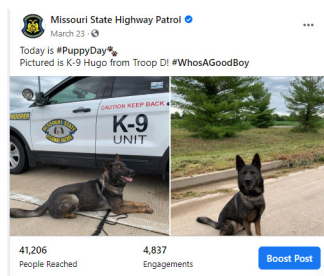 Missouri State Highway Patrol
March 23 ·
Today is #PuppyDay🐾
Pictured is K-9 Hugo from Troop D! #WhosAGoodBoy
CAUTION KEEP BACK
TROOPER
K-9
UNIT
41,206
4,837
People Reached
Engagements
Boost Post